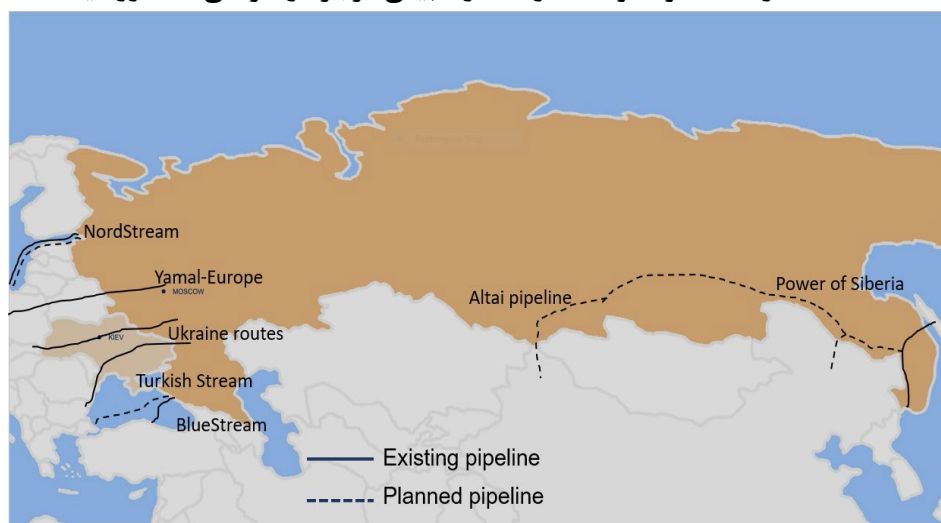 NordStream
Yamal-Europe
MOSCOW
Altai pipeline
Power of Siberia
Ukraine routes
KIEV
Turkish Stream
BlueStream
Existing pipeline
Planned pipeline